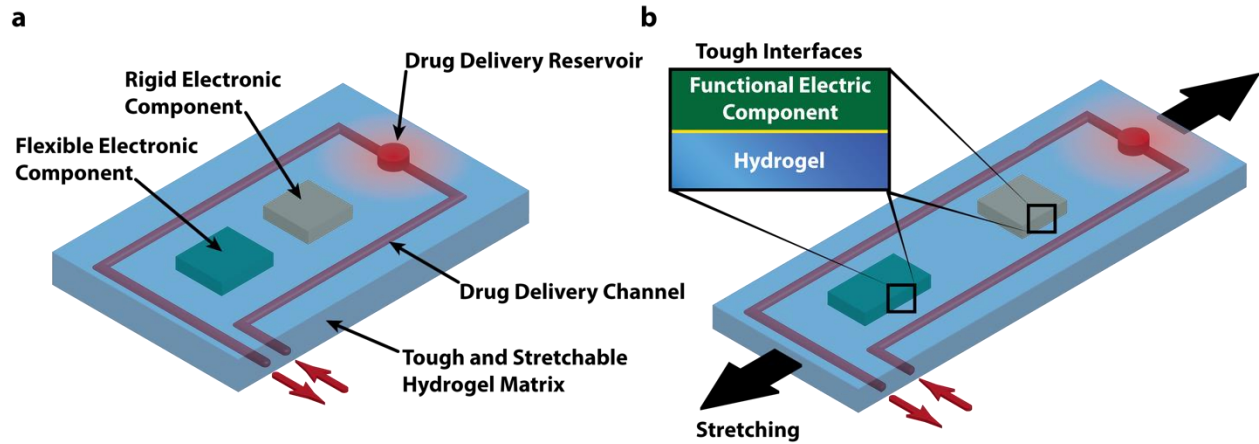 a
Drug Delivery Reservoir
Rigid Electronic
Component
Flexible Electronic
Component
Drug Delivery Channel
Tough and Stretchable
Hydrogel Matrix
b
Tough Interfaces
Functional Electric
Component
Hydrogel
Stretching